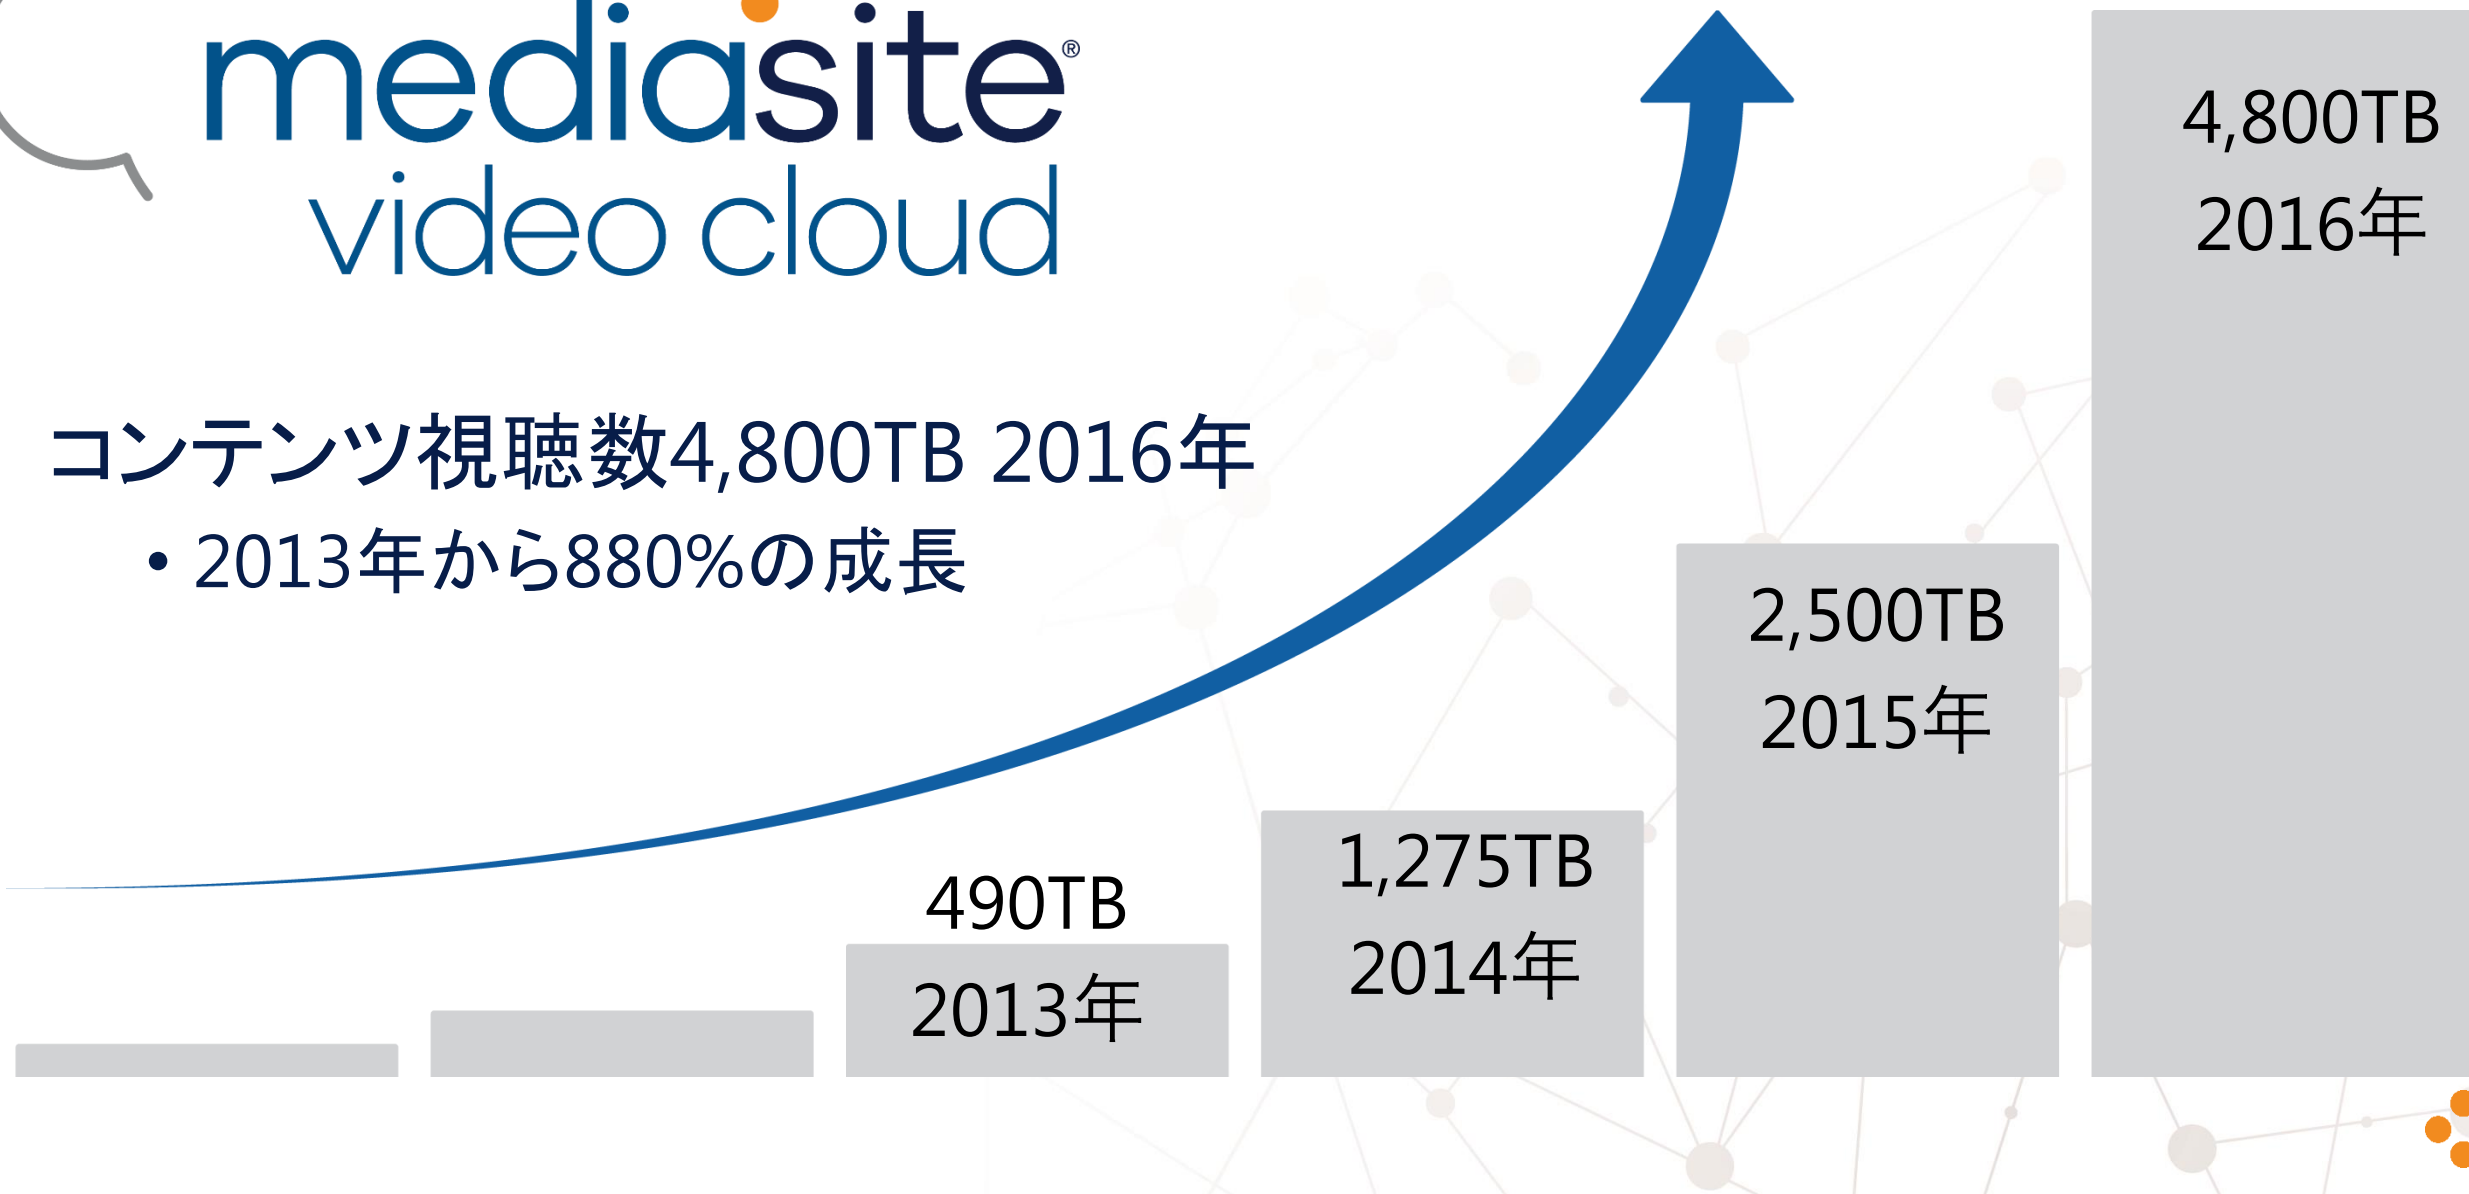 mediasite®
video cloud
コンテンツ視聴数4,800TB 2016年
• 2013年から880%の成長
490TB
2013年
1,275TB
2014年
2,500TB
2015年
4,800TB
2016年